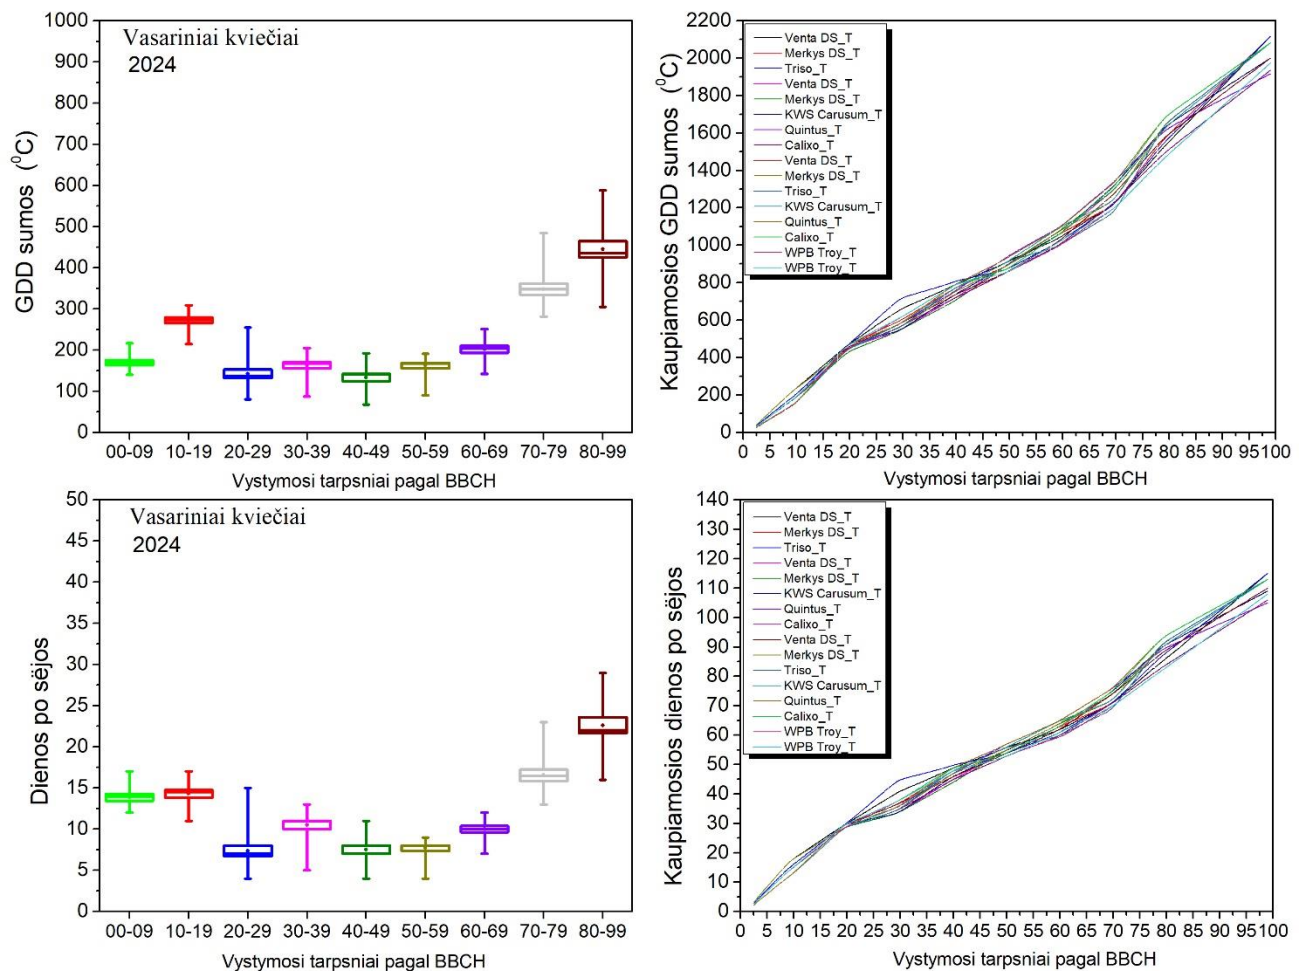 Vasariniai kviečiai
2024
GDD sumos (⁰C)
1000
900
800
700
600
500
400
300
200
100
0
00-09 10-19 20-29 30-39 40-49 50-59 60-69 70-79 80-99
Vystymosi tarpsniai pagal BBCH
Kaupiamosios GDD sumos (⁰C)
2200
2000
1800
1600
1400
1200
1000
800
600
400
200
0
Venta DS_T
Merkys DS_T
Triso_T
Venta DS_T
Merkys DS_T
KWS Carusum_T
Quintus_T
Calixo_T
Venta DS_T
Merkys DS_T
Triso_T
KWS Carusum_T
Quintus_T
Calixo_T
WPB Troy_T
WPB Troy_T
0 5 10 15 20 25 30 35 40 45 50 55 60 65 70 75 80 85 90 95 100
Vystymosi tarpsniai pagal BBCH
Vasariniai kviečiai
2024
Dienos po sėjos
50
45
40
35
30
25
20
15
10
5
0
00-09 10-19 20-29 30-39 40-49 50-59 60-69 70-79 80-99
Vystymosi tarpsniai pagal BBCH
Kaupiamosios dienos po sėjos
140
130
120
110
100
90
80
70
60
50
40
30
20
10
0
Venta DS_T
Merkys DS_T
Triso_T
Venta DS_T
Merkys DS_T
KWS Carusum_T
Quintus_T
Calixo_T
Venta DS_T
Merkys DS_T
Triso_T
KWS Carusum_T
Quintus_T
Calixo_T
WPB Troy_T
WPB Troy_T
0 5 10 15 20 25 30 35 40 45 50 55 60 65 70 75 80 85 90 95 100
Vystymosi tarpsniai pagal BBCH